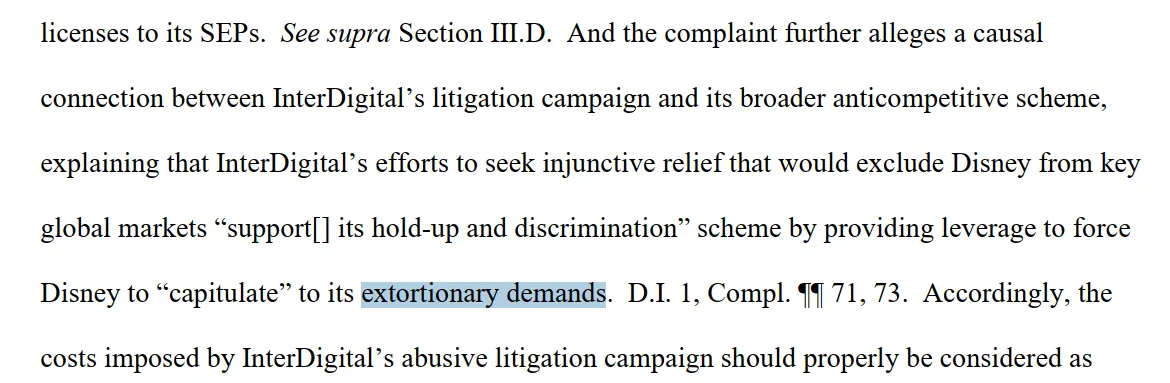 licenses to its SEPs.  See supra Section III.D.  And the complaint further alleges a causal
connection between InterDigital’s litigation campaign and its broader anticompetitive scheme,
explaining that InterDigital’s efforts to seek injunctive relief that would exclude Disney from key
global markets “support[] its hold-up and discrimination” scheme by providing leverage to force
Disney to “capitulate” to its extortionary demands.  D.I. 1, Compl. ¶¶ 71, 73.  Accordingly, the
costs imposed by InterDigital’s abusive litigation campaign should properly be considered as